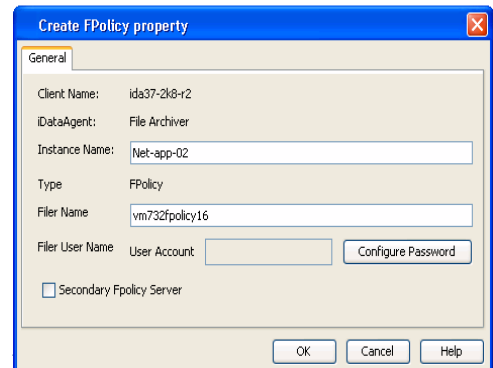 Create FPolicy property
General
Client Name: ida37-2k8-r2
iDataAgent: File Archiver
Instance Name: Net-app-02
Type FPolicy
Filer Name vm732fpolicy16
Filer User Name User Account Configure Password
Secondary Fpolicy Server
OK Cancel Help